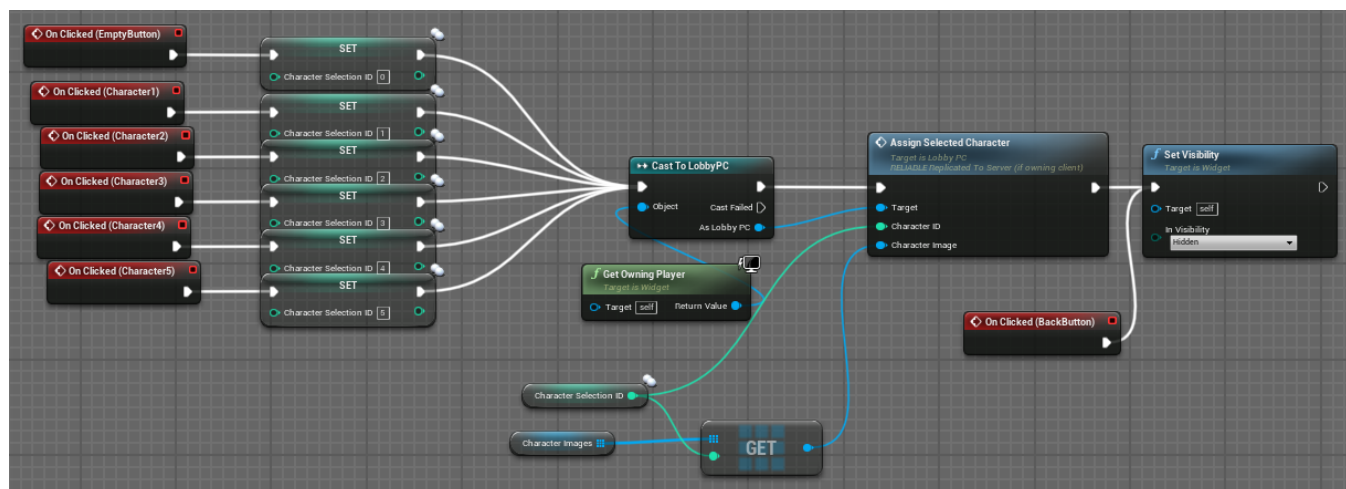 On Clicked (EmptyButton)
SET
Character Selection ID 0
On Clicked (Character1)
SET
Character Selection ID 1
On Clicked (Character2)
SET
Character Selection ID 2
On Clicked (Character3)
SET
Character Selection ID 3
On Clicked (Character4)
SET
Character Selection ID 4
On Clicked (Character5)
SET
Character Selection ID 5
Cast To LobbyPC
Object
Cast Failed
As Lobby PC
Get Owning Player
Target is Widget
Target self
Return Value
Character Selection ID
Character Images
GET
Assign Selected Character
Target is Lobby PC
RELIABLE Replicated To Server (if owning client)
Target
Character ID
Character Image
Set Visibility
Target is Widget
Target self
In Visibility
Hidden
On Clicked (BackButton)